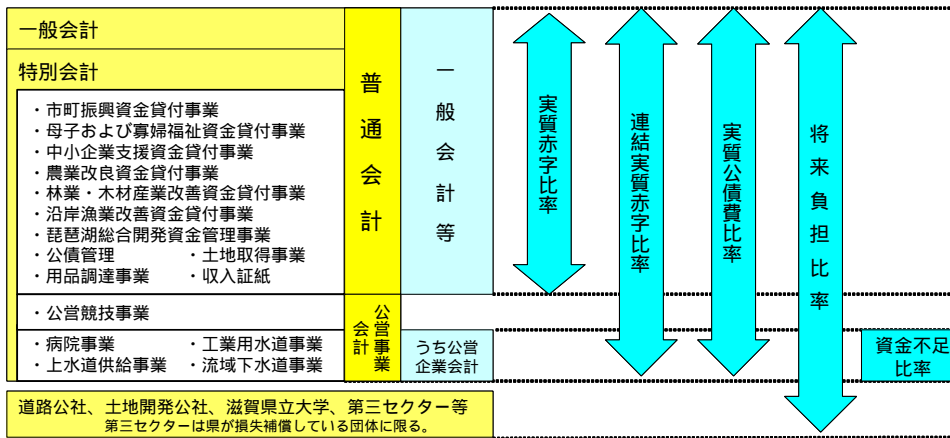 一般会計
特別会計
・市町振興資金貸付事業
・母子および寡婦福祉資金貸付事業
・中小企業支援資金貸付事業
・農業改良資金貸付事業
・林業・木材産業改善資金貸付事業
・沿岸漁業改善資金貸付事業
・琵琶湖総合開発資金管理事業
・公債管理 ・土地取得事業
・用品調達事業 ・収入証紙
・公営競技事業
・病院事業 ・工業用水道事業
・上水道供給事業 ・流域下水道事業
普通会計
公営事業
会計
一般会計等
うち公営
企業会計
実質赤字比率
連結実質赤字比率
実質公債費比率
将来負担比率
資金不足
比率
道路公社、土地開発公社、滋賀県立大学、第三セクター等
第三セクターは県が損失補償している団体に限る。